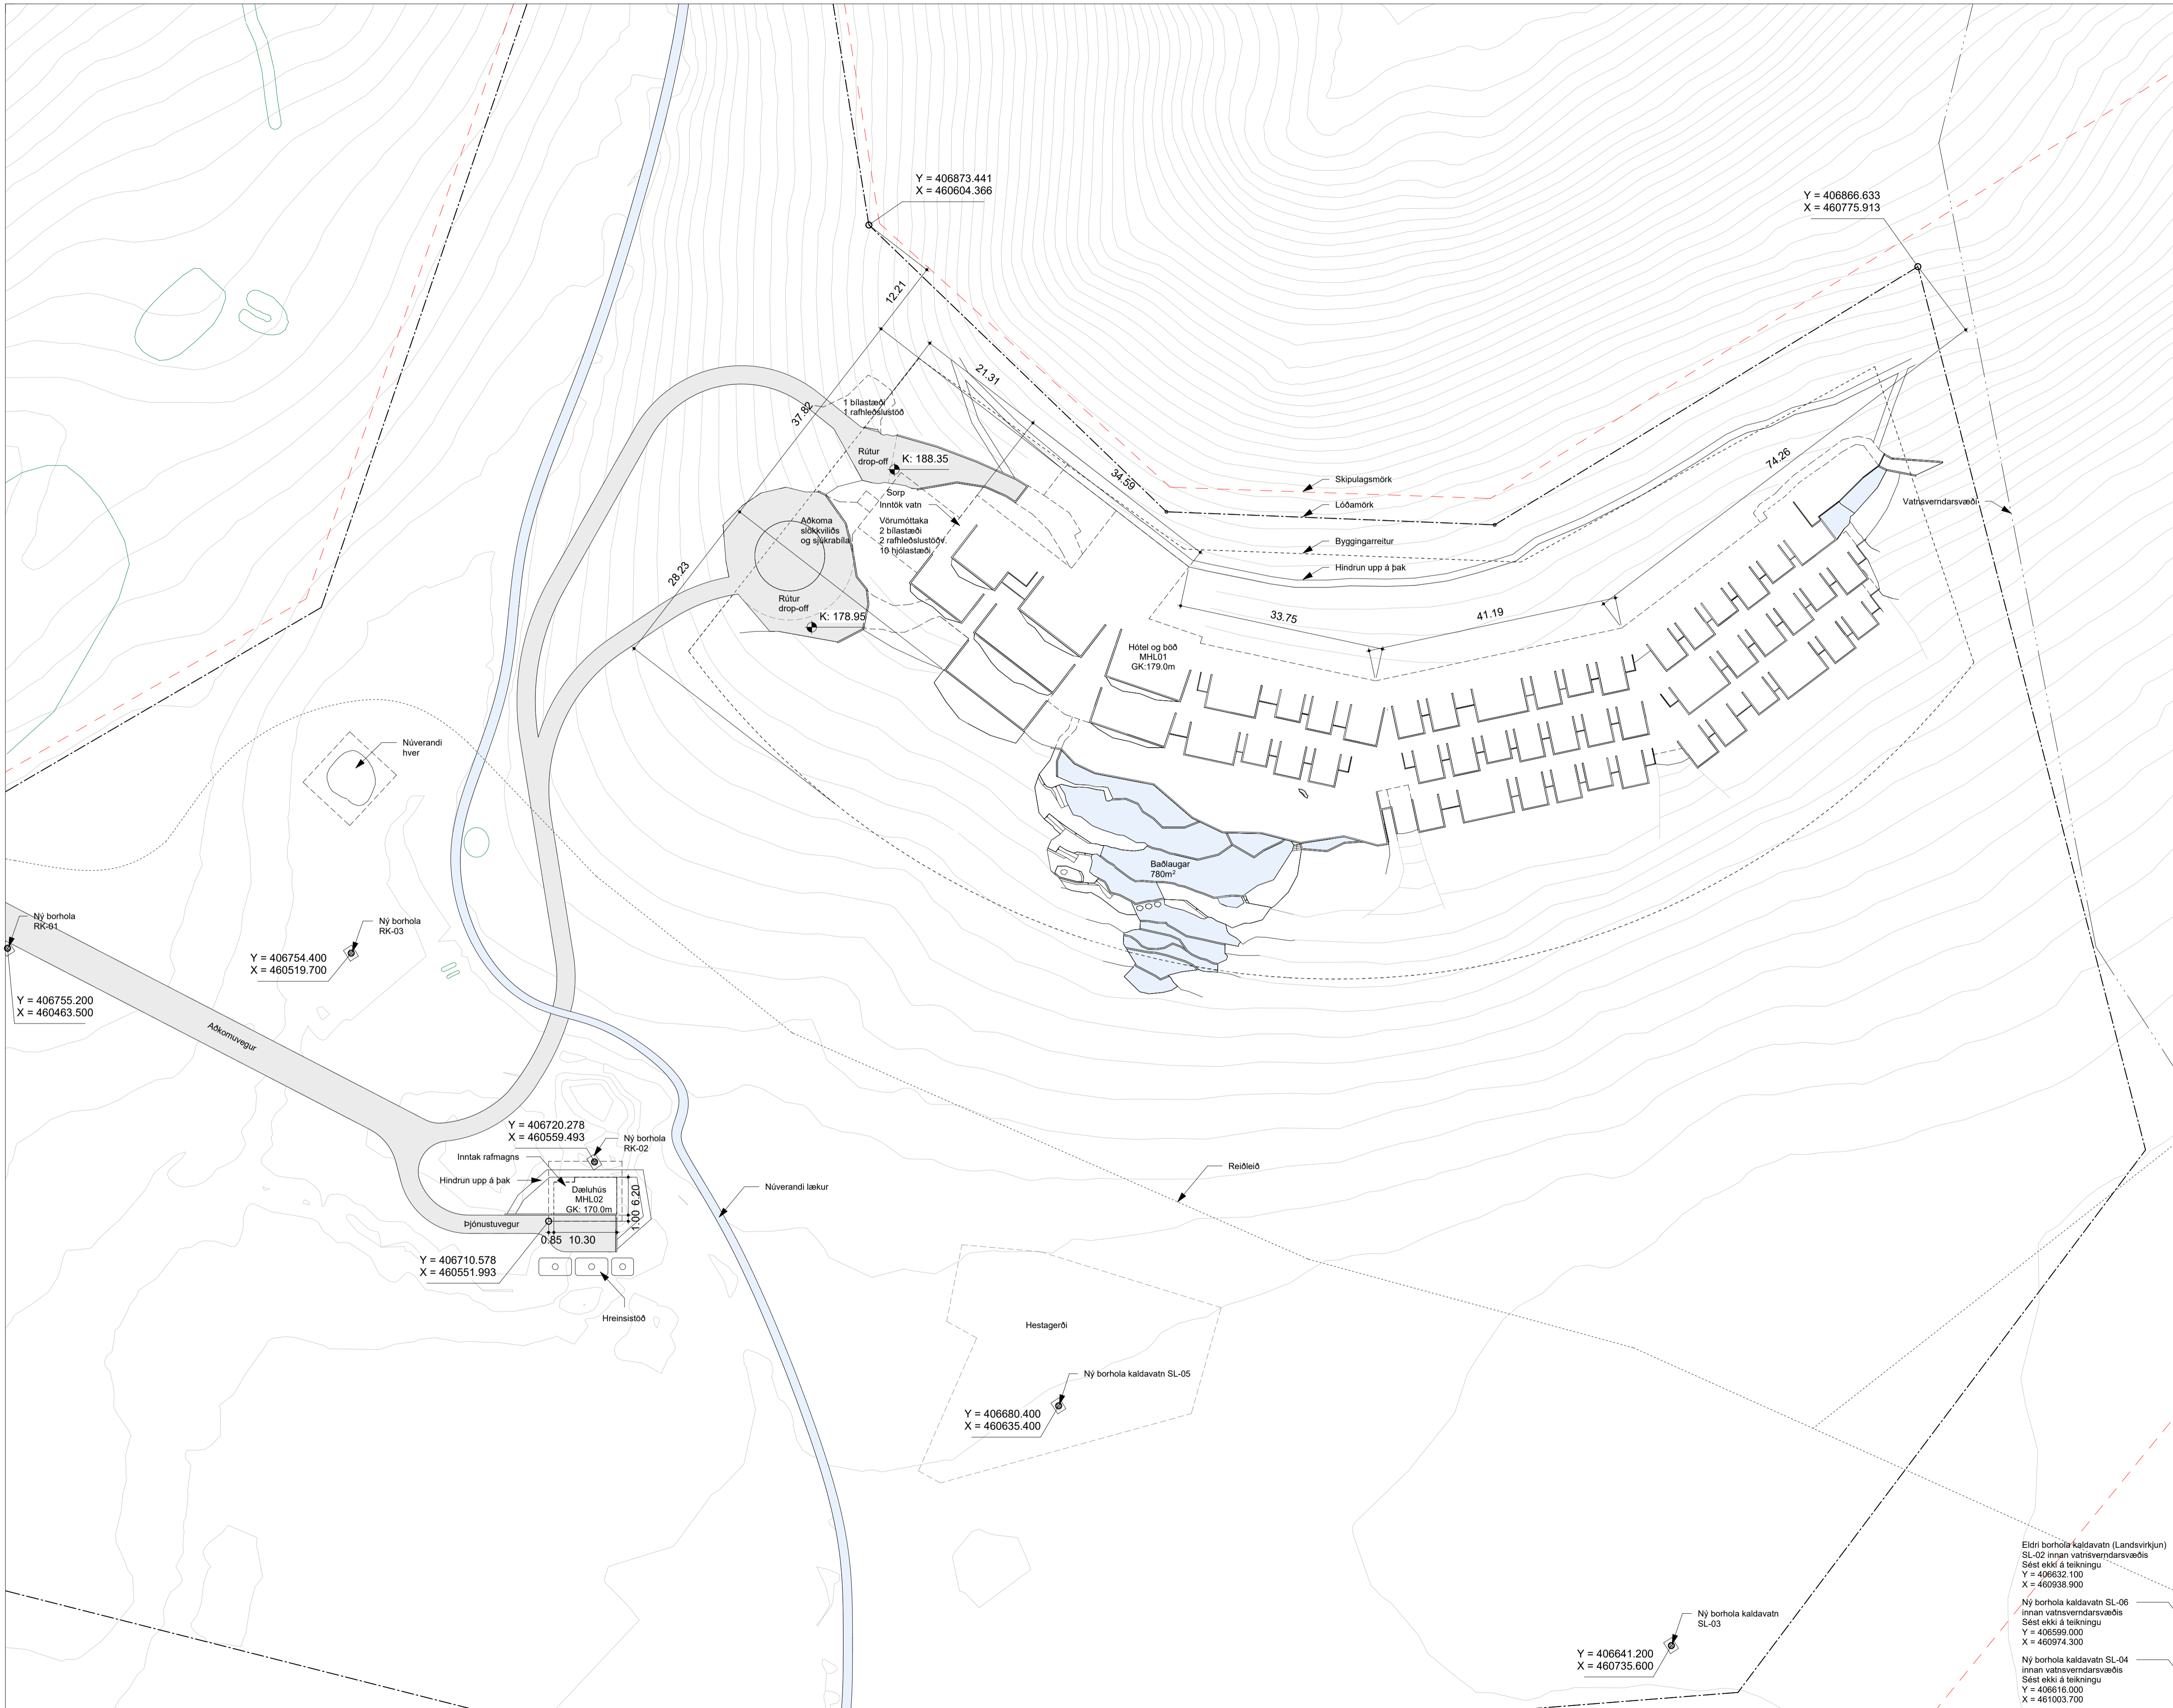 Y = 406873.441
X = 460604.366
Y = 406866.633
X = 460775.913
12.21
21.31
37.82
1 bílastæði
1 rafhleðslustöð
Rútur
drop-off
K: 188.35
34.59
74.26
Skipulagsmörk
Lóðamörk
Vatnsverndarsvæði
Sorp
Inntök vatn
Vörumóttaka
2 bílastæði
2 rafhleðslustöðv.
10 hjólastæði
Aðkoma
slökkviliðs
og sjúkrabíla
Byggingarreitur
Hindrun upp á þak
28.23
Rútur
drop-off
K: 178.95
33.75
41.19
Hótel og böð
MHL01
GK:179.0m
Núverandi
hver
Baðlaugar
780m²
Ný borhola
RK-01
Ný borhola
RK-03
Y = 406754.400
X = 460519.700
Y = 406755.200
X = 460463.500
Aðkomuvegur
Y = 406720.278
X = 460559.493
Ný borhola
RK-02
Inntak rafmagns
Hindrun upp á þak
Dæluhús
MHL02
GK: 170.0m
6.20
1.00
Þjónustuvegur
0.85
10.30
Núverandi lækur
Reiðleið
Y = 406710.578
X = 460551.993
Hreinsistöð
Hestagerði
Ný borhola kaldavatn SL-05
Y = 406680.400
X = 460635.400
Ný borhola kaldavatn
SL-03
Y = 406641.200
X = 460735.600
Eldri borhola kaldavatn (Landsvirkjun)
SL-02 innan vatnsverndarsvæðis
Sést ekki á teikningu
Y = 406632.100
X = 460938.900
Ný borhola kaldavatn SL-06
innan vatnsverndarsvæðis
Sést ekki á teikningu
Y = 406599.000
X = 460974.300
Ný borhola kaldavatn SL-04
innan vatnsverndarsvæðis
Sést ekki á teikningu
Y = 406616.000
X = 461003.700